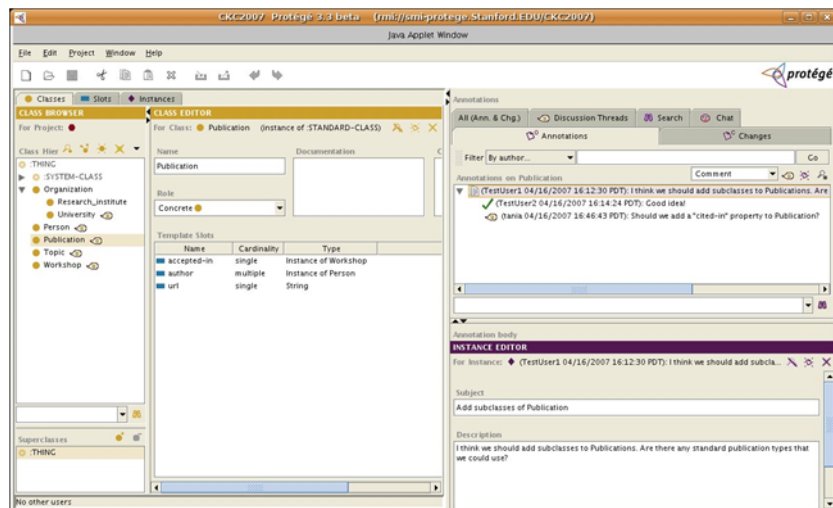 CKC2007 Protégé 3.3 beta (rmi://smi-protege.Stanford.EDU/CKC2007)
Java Applet Window
File Edit Project Window Help
protégé
Classes Slots Instances
CLASS BROWSER
For Project:
Class Hier
:THING
:SYSTEM-CLASS
Organization
Research_institute
University
Person
Publication
Topic
Workshop
Superclasses
:THING
No other users
CLASS EDITOR
For Class: Publication (instance of :STANDARD-CLASS)
Name Documentation C
Publication
Role
Concrete
Template Slots
Name Cardinality Type
accepted-in single Instance of Workshop
author multiple Instance of Person
url single String
Annotations
All (Ann. & Chg.) Discussion Threads Search Chat
Annotations Changes
Filter By author... Go
Annotations on Publication Comment
(TestUser1 04/16/2007 16:12:30 PDT): I think we should add subclasses to Publications. Are
(TestUser2 04/16/2007 16:14:24 PDT): Good idea!
(tania 04/16/2007 16:46:43 PDT): Should we add a "cited-in" property to Publication?
Annotation body
INSTANCE EDITOR
For Instance: (TestUser1 04/16/2007 16:12:30 PDT): I think we should add subcla...
Subject
Add subclasses of Publication
Description
I think we should add subclasses to Publications. Are there any standard publication types that
we could use?